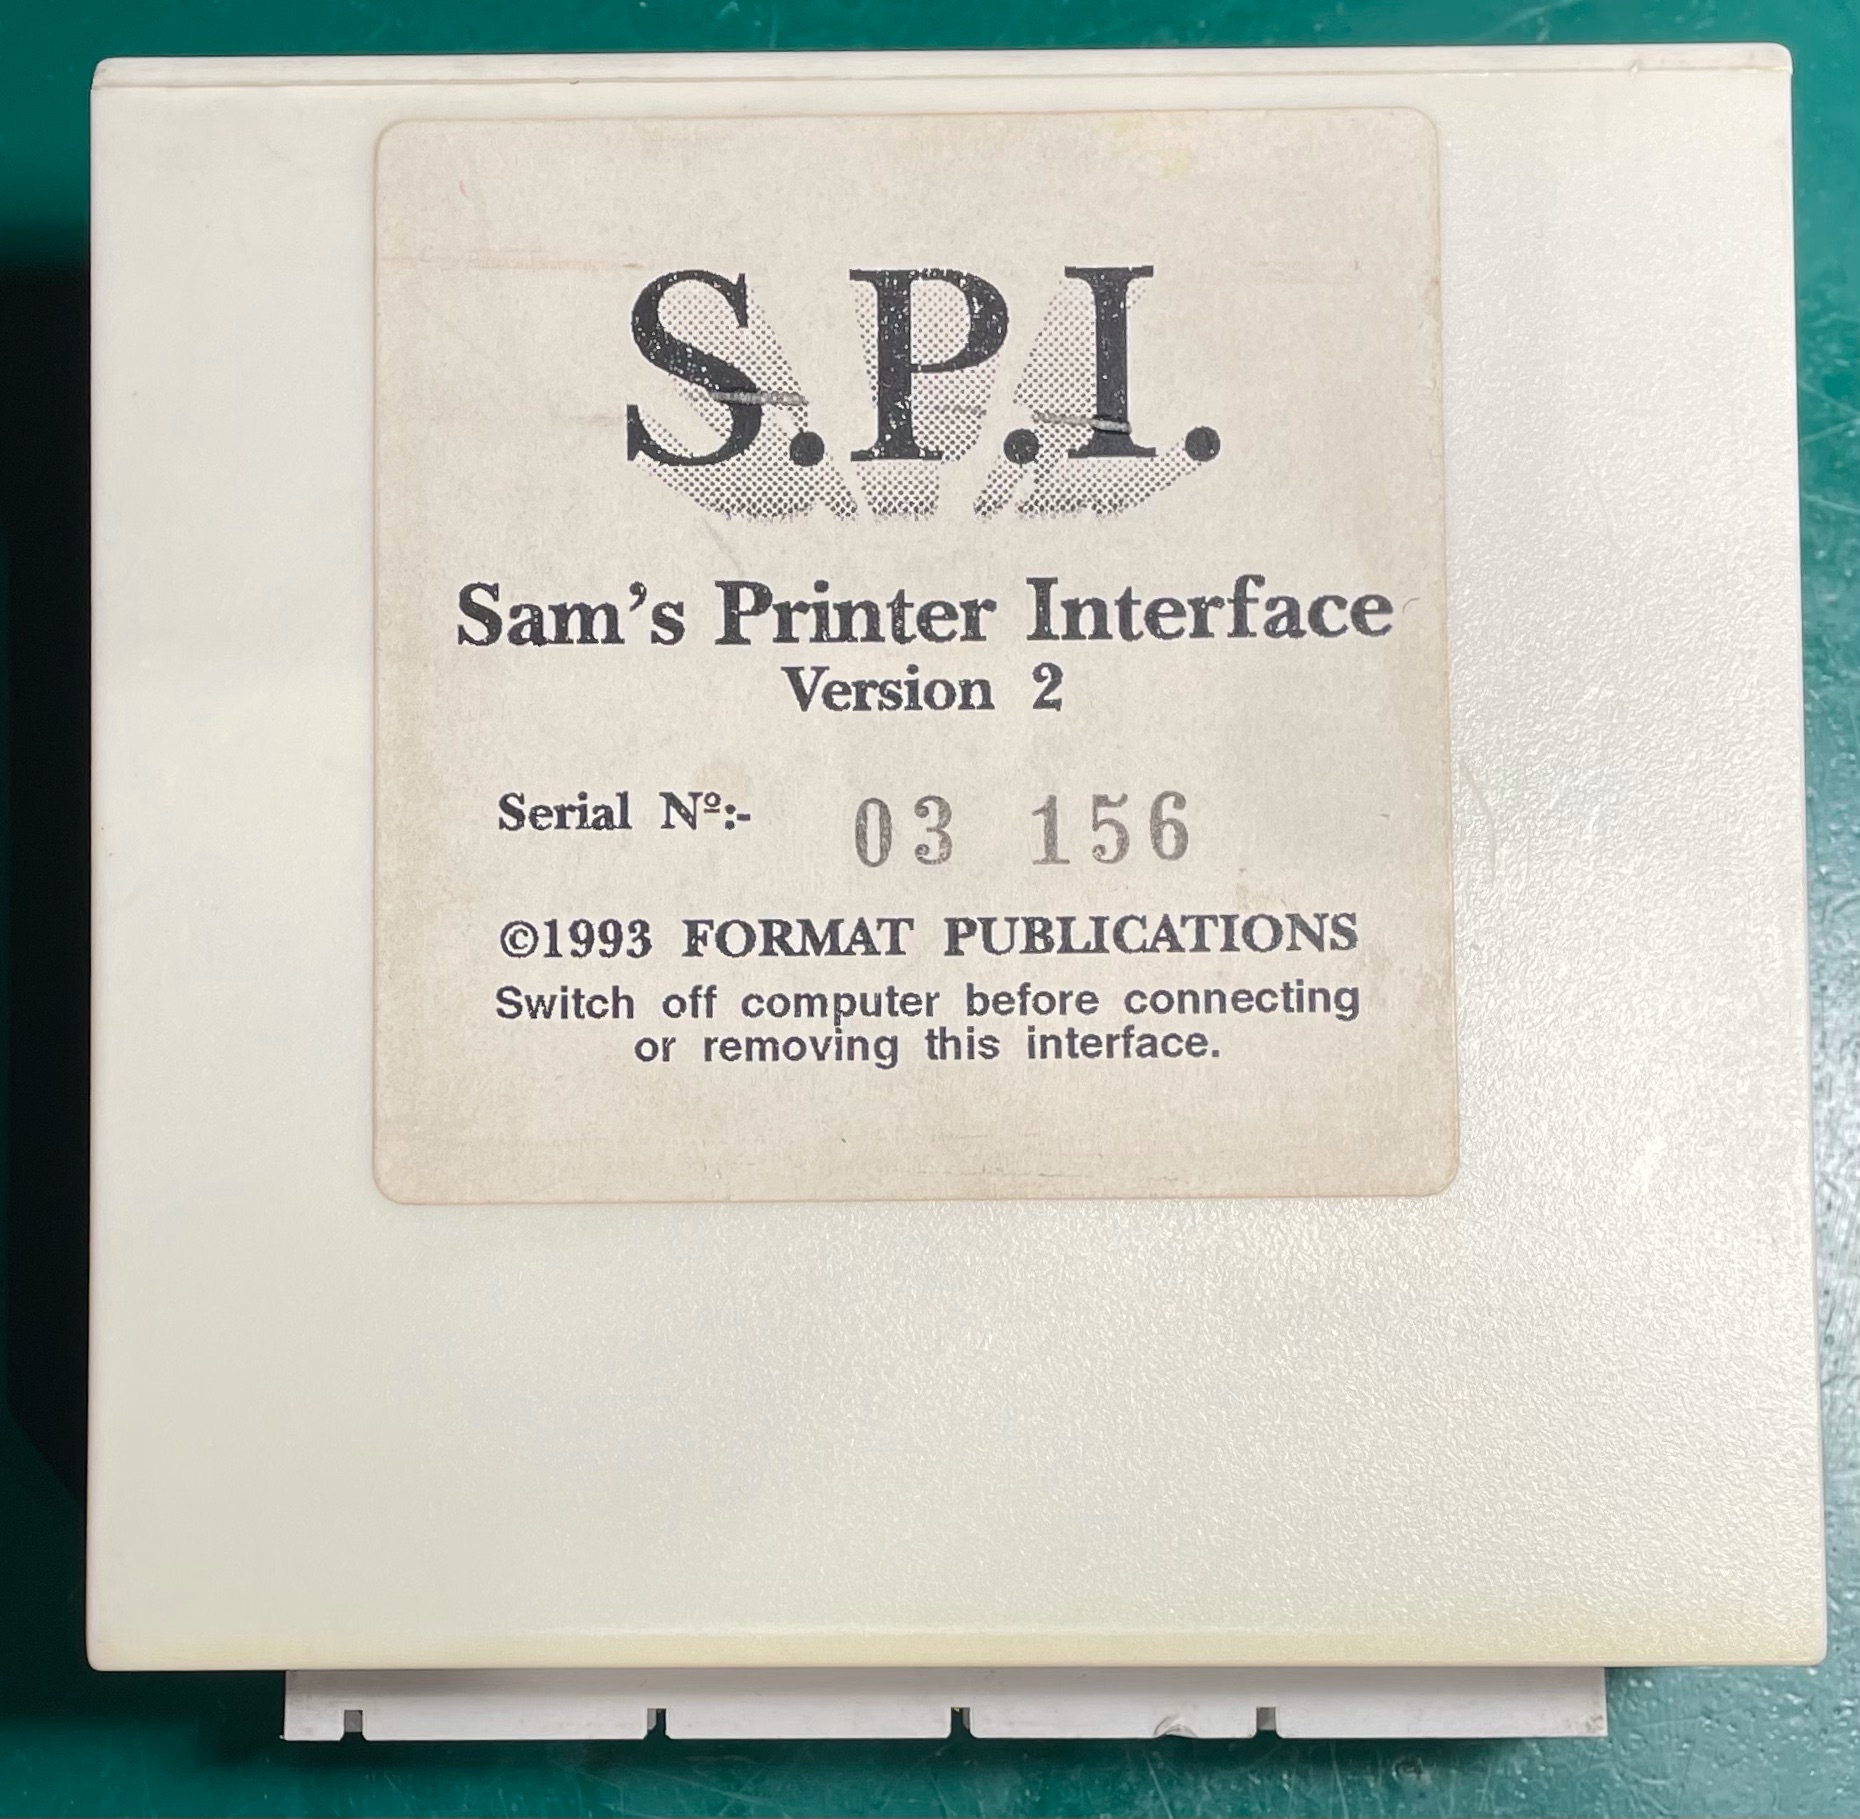 S.P.I.
Sam's Printer Interface
Version 2
Serial Nº:- 03 156
©1993 FORMAT PUBLICATIONS
Switch off computer before connecting
or removing this interface.